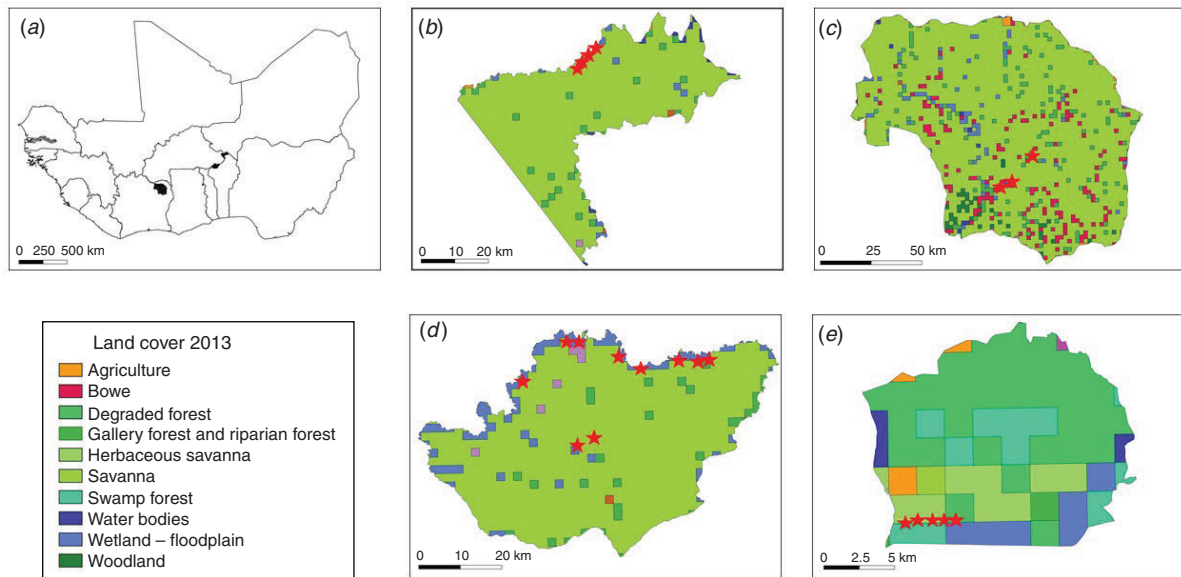 (a)
0 250 500 km
(b)
0 10 20 km
(c)
0 25 50 km
Land cover 2013
Agriculture
Bowe
Degraded forest
Gallery forest and riparian forest
Herbaceous savanna
Savanna
Swamp forest
Water bodies
Wetland – floodplain
Woodland
(d)
0 10 20 km
(e)
0 2.5 5 km